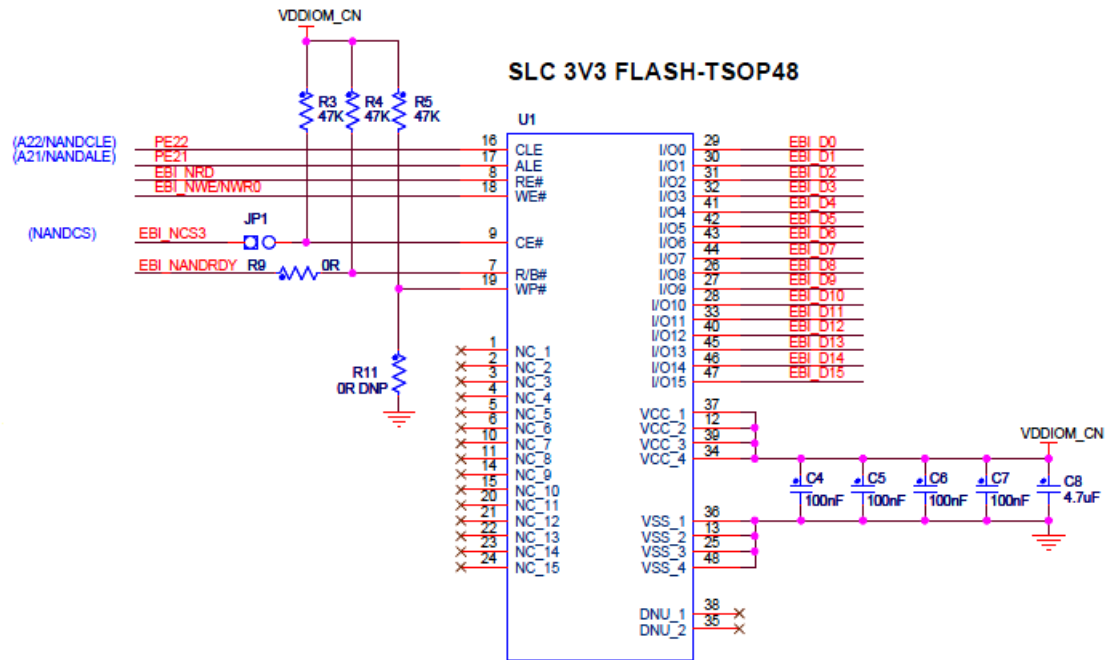 VDDIOM_CN
SLC 3V3 FLASH-TSOP48
R3 R4 R5
47K 47K 47K
U1
(A22/NANDCLE) PE22 16 CLE
(A21/NANDALE) PE21 17 ALE
EBI_NRD 8 RE#
EBI_NWE/NWR0 18 WE#
JP1
(NANDCS) EBI_NCS3 9 CE#
EBI_NANDRDY R9 0R 7 R/B#
19 WP#
R11
0R DNP
1 NC_1
2 NC_2
3 NC_3
4 NC_4
5 NC_5
6 NC_6
10 NC_7
11 NC_8
14 NC_9
15 NC_10
20 NC_11
21 NC_12
22 NC_13
23 NC_14
24 NC_15
I/O0 29 EBI_D0
I/O1 30 EBI_D1
I/O2 31 EBI_D2
I/O3 32 EBI_D3
I/O4 41 EBI_D4
I/O5 42 EBI_D5
I/O6 43 EBI_D6
I/O7 44 EBI_D7
I/O8 26 EBI_D8
I/O9 27 EBI_D9
I/O10 28 EBI_D10
I/O11 33 EBI_D11
I/O12 40 EBI_D12
I/O13 45 EBI_D13
I/O14 46 EBI_D14
I/O15 47 EBI_D15
VCC_1 37
VCC_2 12
VCC_3 39
VCC_4 34
VDDIOM_CN
C4 C5 C6 C7 C8
100nF 100nF 100nF 100nF 4.7uF
VSS_1 36
VSS_2 13
VSS_3 25
VSS_4 48
DNU_1 38
DNU_2 35